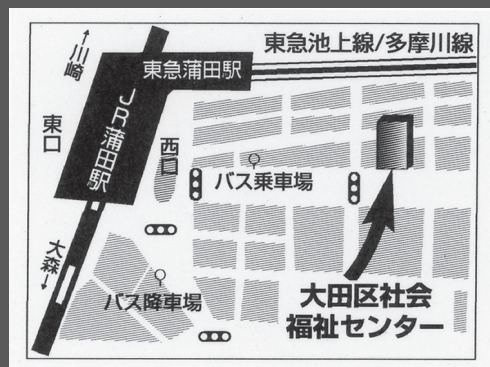 ↑川崎
東急池上線/多摩川線
東急蒲田駅
JR蒲田駅
東口
西口
バス乗車場
大森→
バス降車場
大田区社会
福祉センター